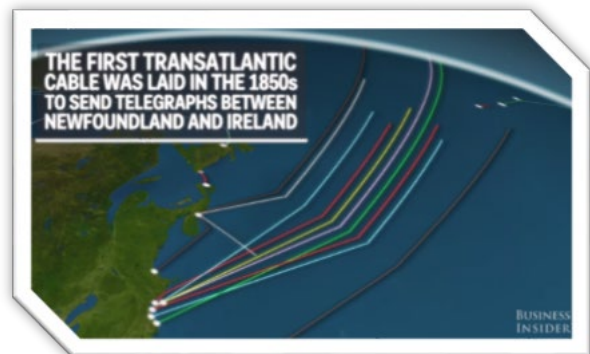 THE FIRST TRANSATLANTIC
CABLE WAS LAID IN THE 1850s
TO SEND TELEGRAPHS BETWEEN
NEWFOUNDLAND AND IRELAND
BUSINESS
INSIDER